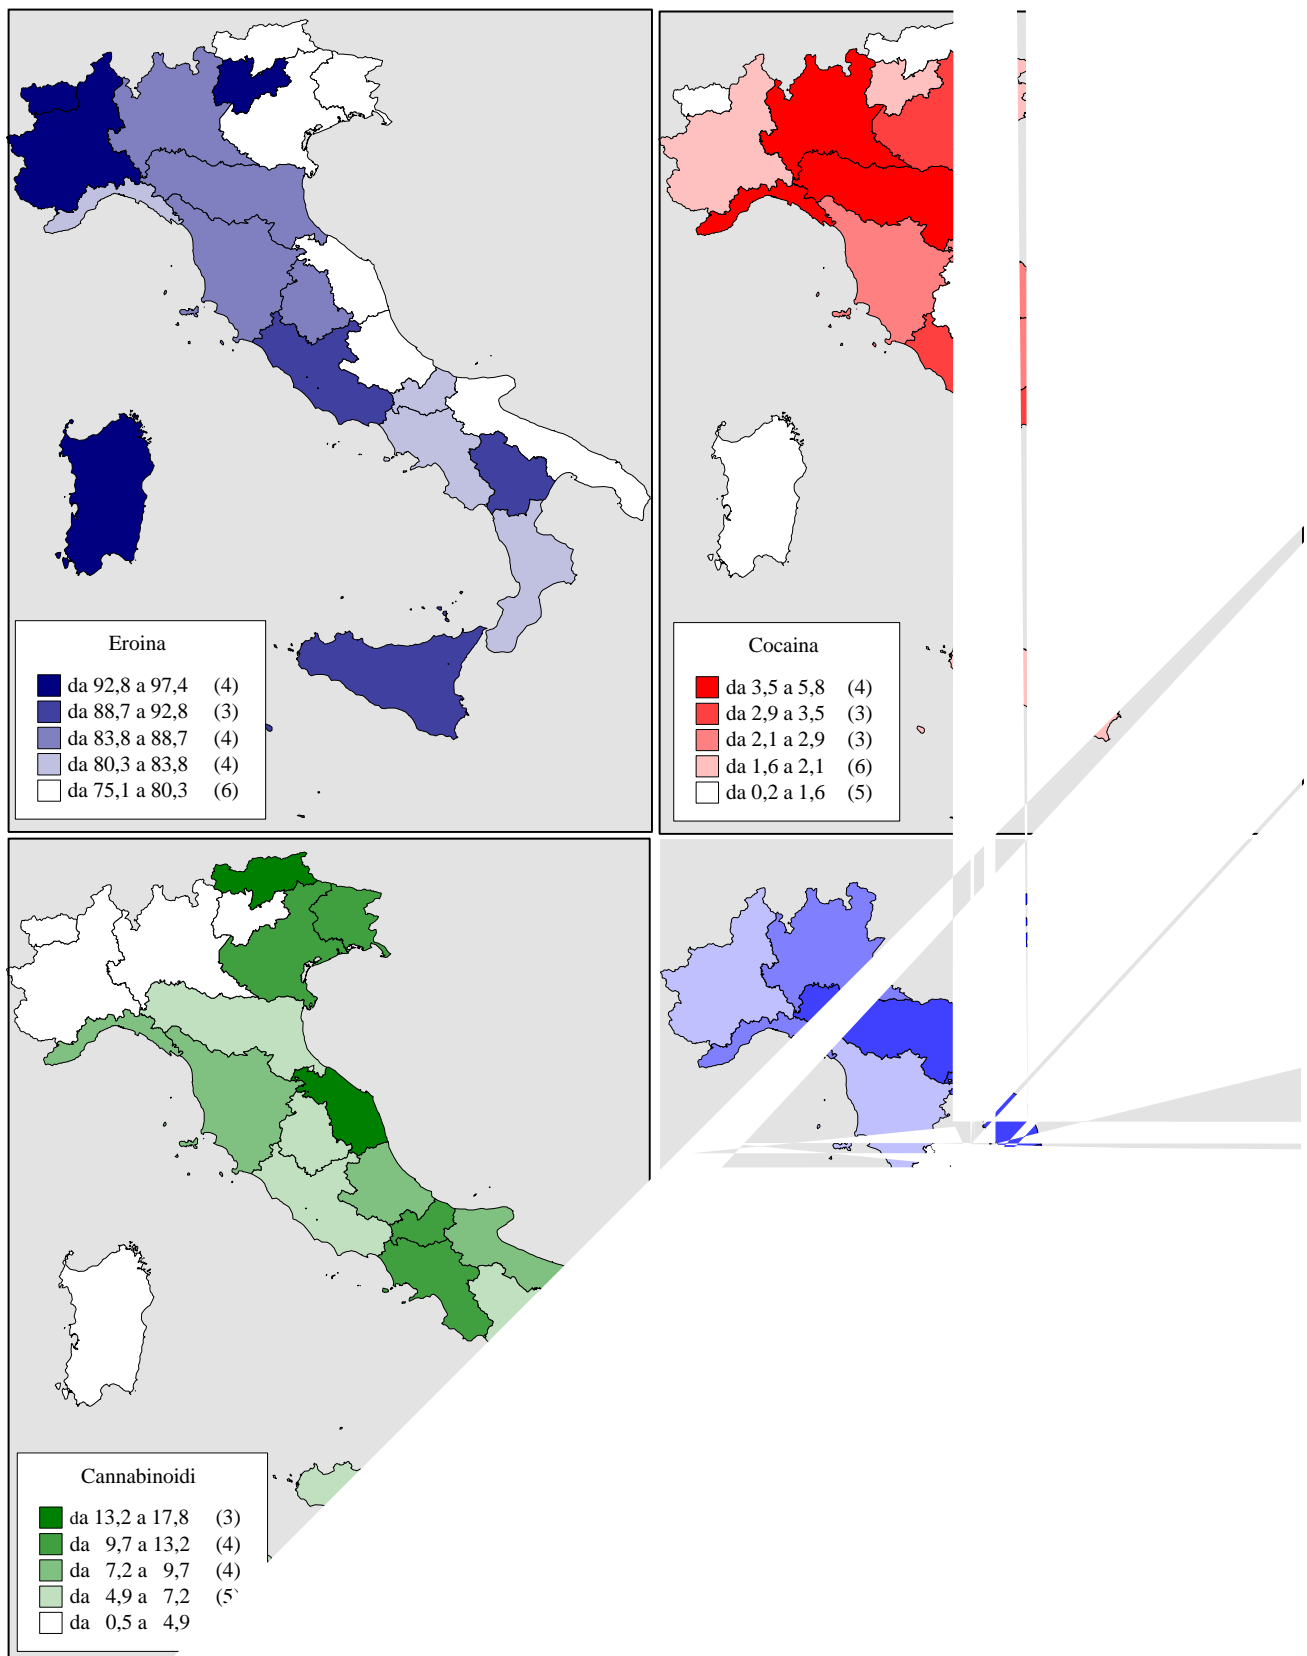 Eroina
da 92,8 a 97,4 (4)
da 88,7 a 92,8 (3)
da 83,8 a 88,7 (4)
da 80,3 a 83,8 (4)
da 75,1 a 80,3 (6)
Cocaina
da 3,5 a 5,8 (4)
da 2,9 a 3,5 (3)
da 2,1 a 2,9 (3)
da 1,6 a 2,1 (6)
da 0,2 a 1,6 (5)
Cannabinoidi
da 13,2 a 17,8 (3)
da 9,7 a 13,2 (4)
da 7,2 a 9,7 (4)
da 4,9 a 7,2 (5
da 0,5 a 4,9